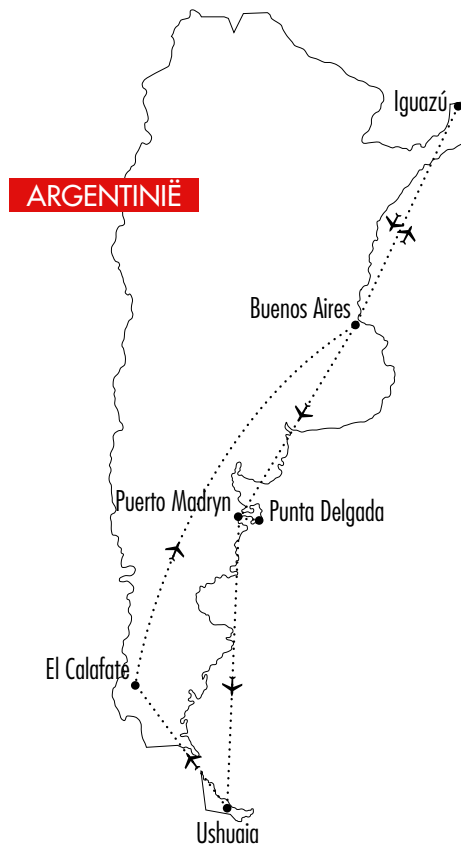 Iguazú
ARGENTINIË
Buenos Aires
Puerto Madryn
Punta Delgada
El Calafate
Ushuaia